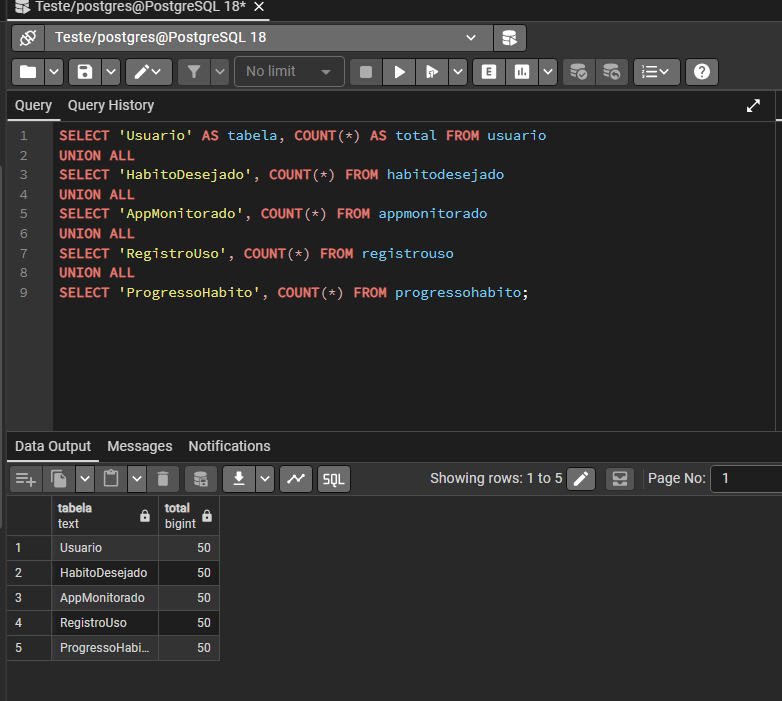 Teste/postgres@PostgreSQL 18*
Teste/postgres@PostgreSQL 18
No limit
E
SQL
Query Query History
1 SELECT 'Usuario' AS tabela, COUNT(*) AS total FROM usuario
2 UNION ALL
3 SELECT 'HabitoDesejado', COUNT(*) FROM habitodesejado
4 UNION ALL
5 SELECT 'AppMonitorado', COUNT(*) FROM appmonitorado
6 UNION ALL
7 SELECT 'RegistroUso', COUNT(*) FROM registrouso
8 UNION ALL
9 SELECT 'ProgressoHabito', COUNT(*) FROM progressohabito;
Data Output Messages Notifications
SQL Showing rows: 1 to 5 Page No: 1
tabela total
text bigint
1 Usuario 50
2 HabitoDesejado 50
3 AppMonitorado 50
4 RegistroUso 50
5 ProgressoHabi... 50